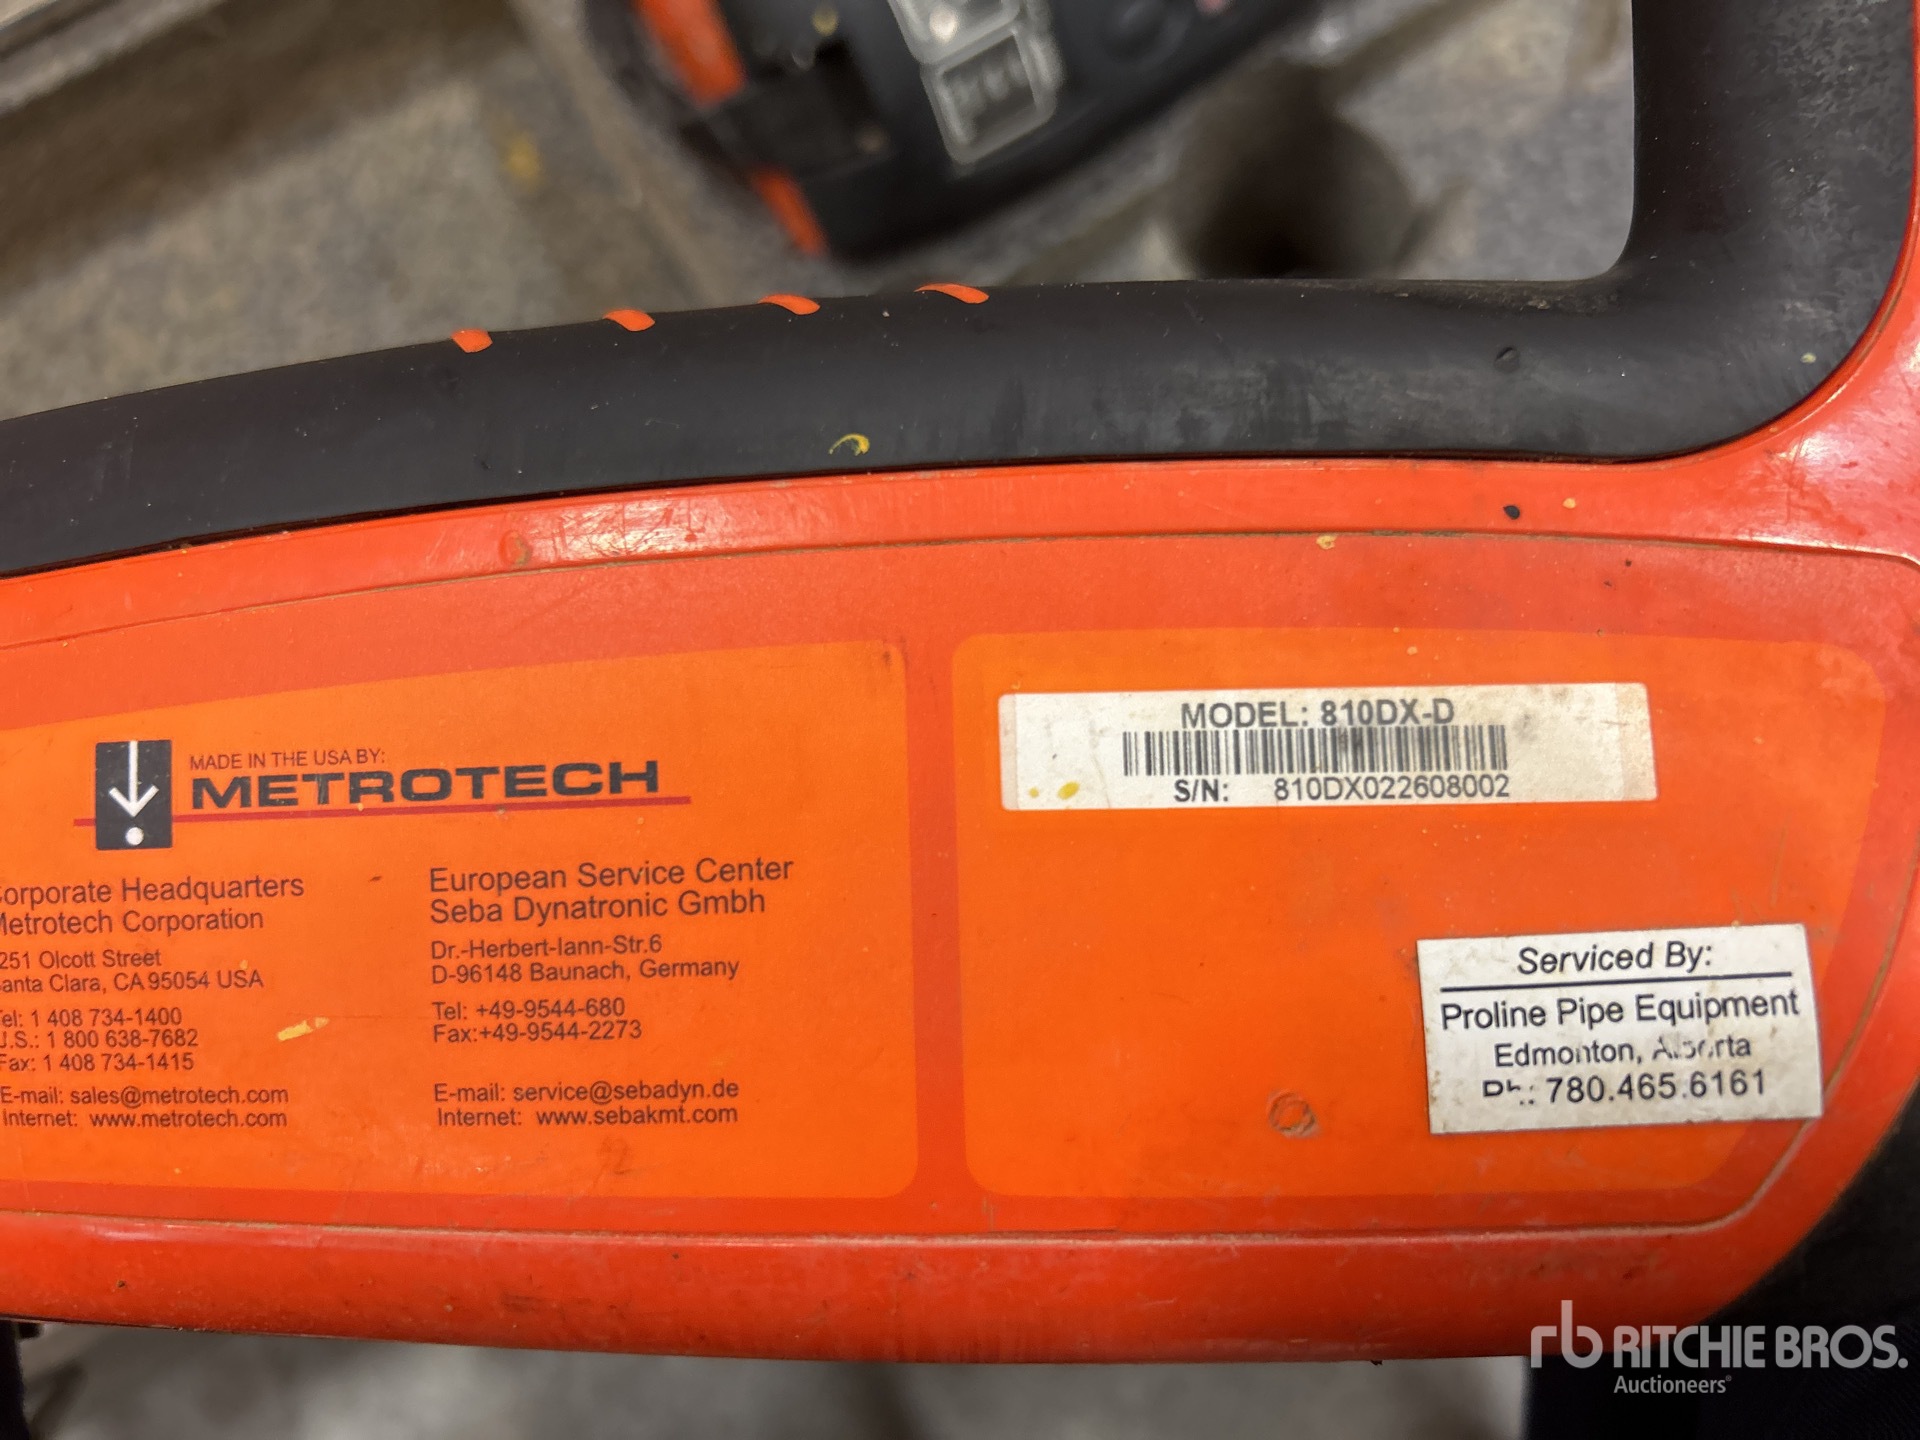 MADE IN THE USA BY:
METROTECH
orporate Headquarters
etrotech Corporation
251 Olcott Street
anta Clara, CA 95054 USA
el: 1 408 734-1400
.S.: 1 800 638-7682
Fax: 1 408 734-1415
E-mail: sales@metrotech.com
Internet: www.metrotech.com
European Service Center
Seba Dynatronic Gmbh
Dr.-Herbert-Iann-Str.6
D-96148 Baunach, Germany
Tel: +49-9544-680
Fax:+49-9544-2273
E-mail: service@sebadyn.de
Internet: www.sebakmt.com
MODEL: 810DX-D
S/N: 810DX022608002
Serviced By:
Proline Pipe Equipment
Edmonton, Alberta
Ph.: 780.465.6161
rb RITCHIE BROS.
Auctioneers